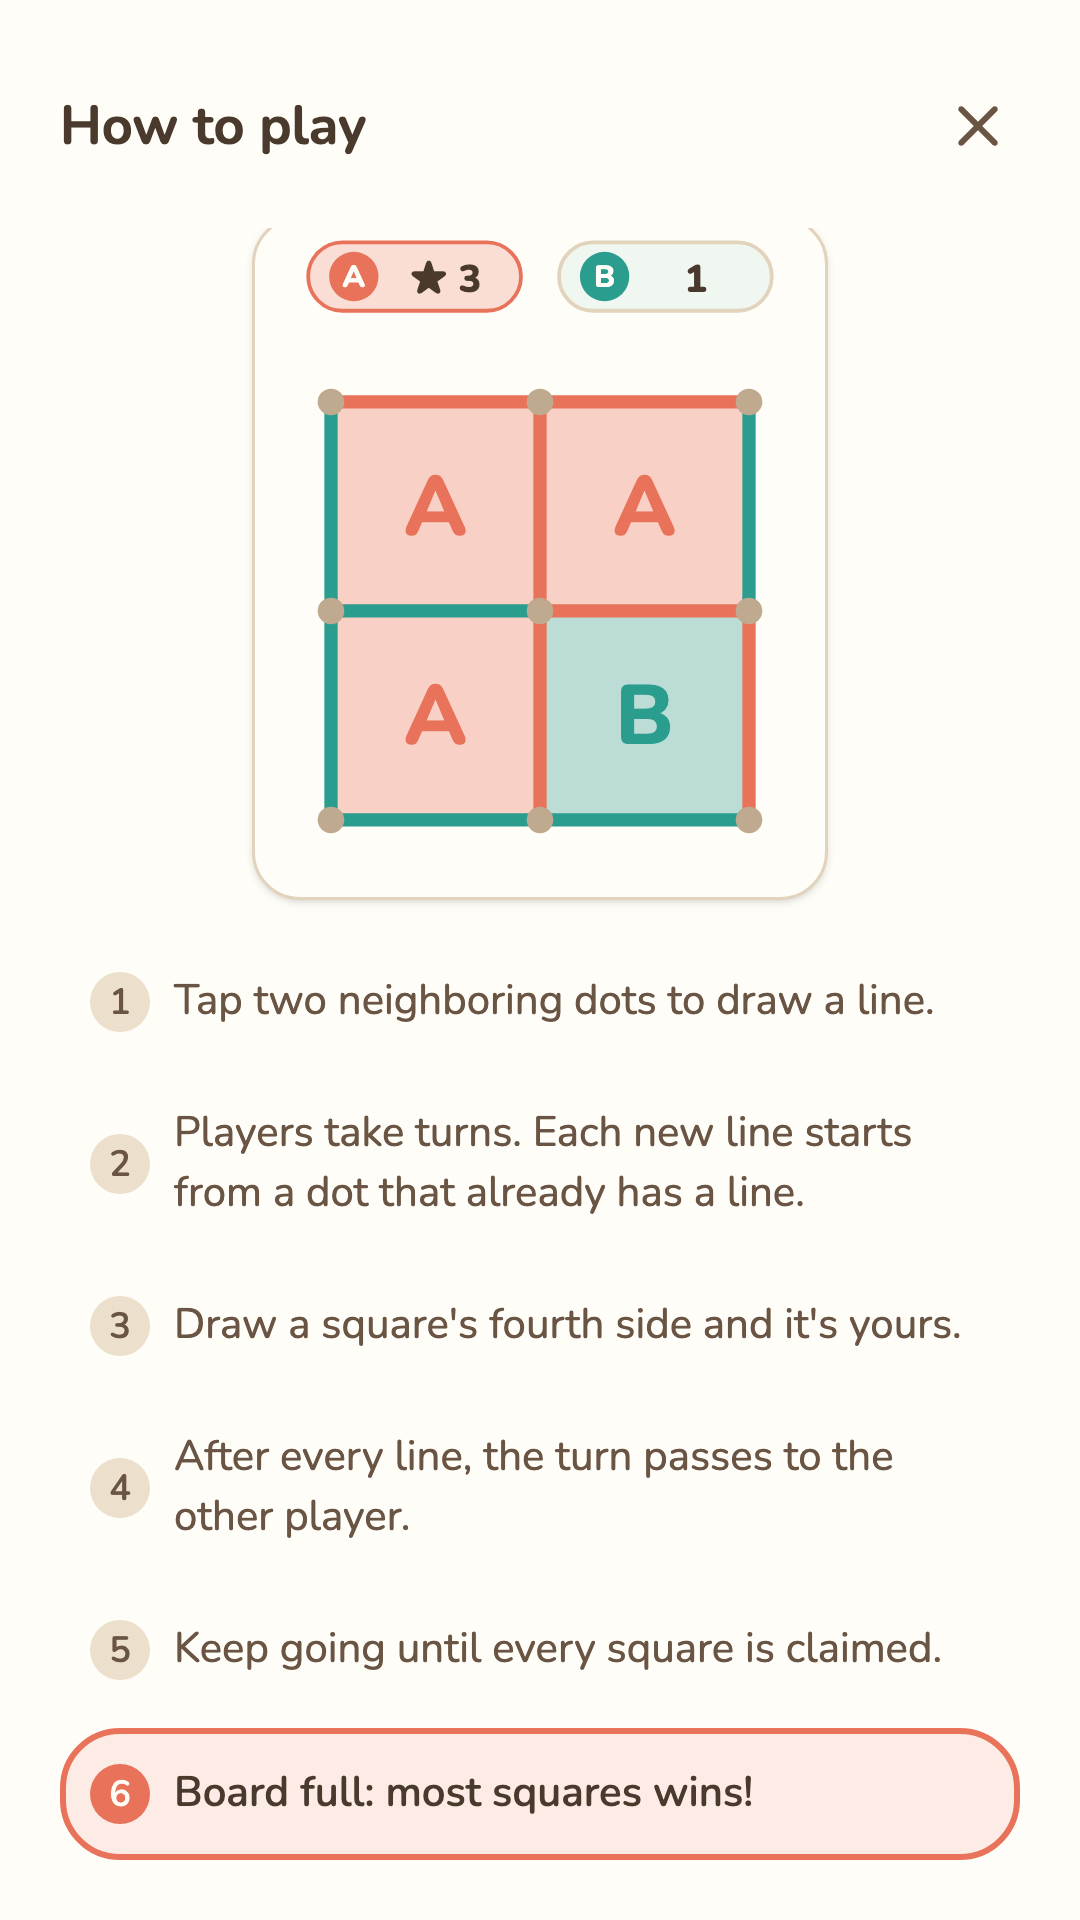 How to play
A ★ 3 B 1
A A
A B
1 Tap two neighboring dots to draw a line.
2 Players take turns. Each new line starts
from a dot that already has a line.
3 Draw a square's fourth side and it's yours.
4 After every line, the turn passes to the
other player.
5 Keep going until every square is claimed.
6 Board full: most squares wins!